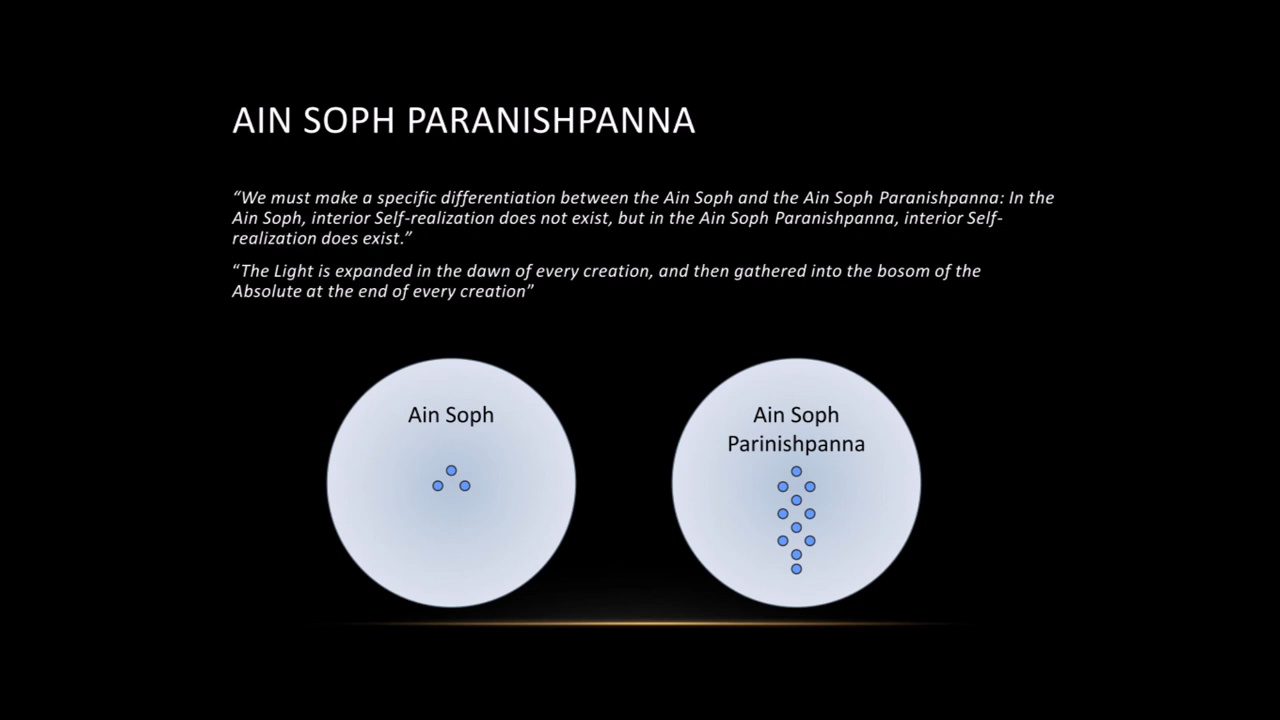 AIN SOPH PARANISHPANNA
“We must make a specific differentiation between the Ain Soph and the Ain Soph Paranishpanna: In the
Ain Soph, interior Self-realization does not exist, but in the Ain Soph Paranishpanna, interior Self-
realization does exist.”
“The Light is expanded in the dawn of every creation, and then gathered into the bosom of the
Absolute at the end of every creation”
Ain Soph
Ain Soph
Parinishpanna